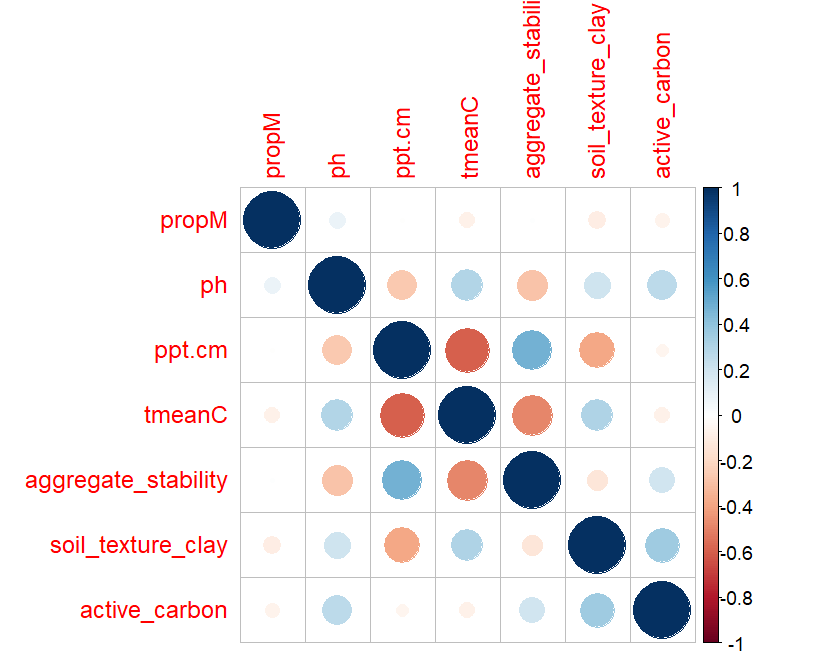 propM
ph
ppt.cm
tmeanC
aggregate_stabili
soil_texture_clay
active_carbon
propM
ph
ppt.cm
tmeanC
aggregate_stability
soil_texture_clay
active_carbon
1
0.8
0.6
0.4
0.2
0
-0.2
-0.4
-0.6
-0.8
-1